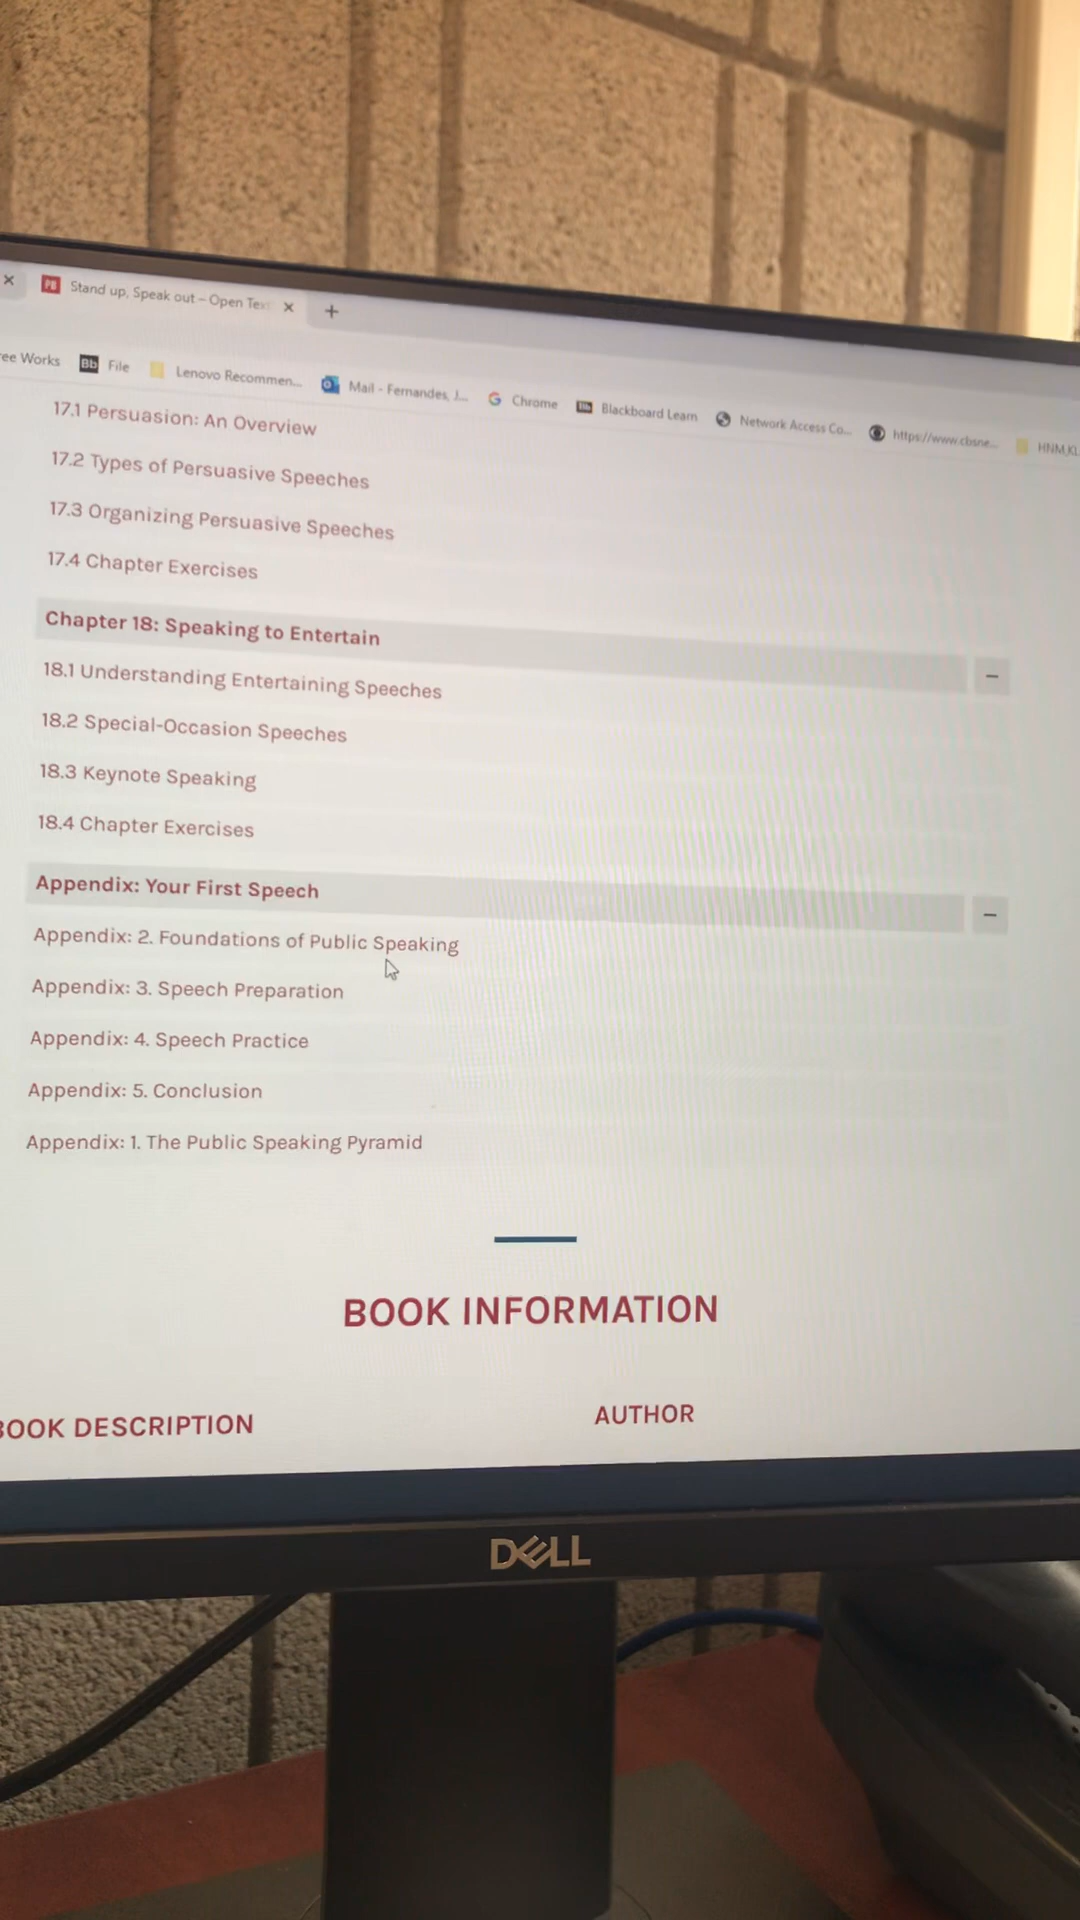 Stand up, Speak out – Open Tex
ree Works
File
Lenovo Recommen...
Mail - Fernandes, J...
Chrome
Blackboard Learn
Network Access Co...
https://www.cbsne...
HNM,KL
17.1 Persuasion: An Overview
17.2 Types of Persuasive Speeches
17.3 Organizing Persuasive Speeches
17.4 Chapter Exercises
Chapter 18: Speaking to Entertain
18.1 Understanding Entertaining Speeches
18.2 Special-Occasion Speeches
18.3 Keynote Speaking
18.4 Chapter Exercises
Appendix: Your First Speech
Appendix: 2. Foundations of Public Speaking
Appendix: 3. Speech Preparation
Appendix: 4. Speech Practice
Appendix: 5. Conclusion
Appendix: 1. The Public Speaking Pyramid
BOOK INFORMATION
BOOK DESCRIPTION
AUTHOR
DELL